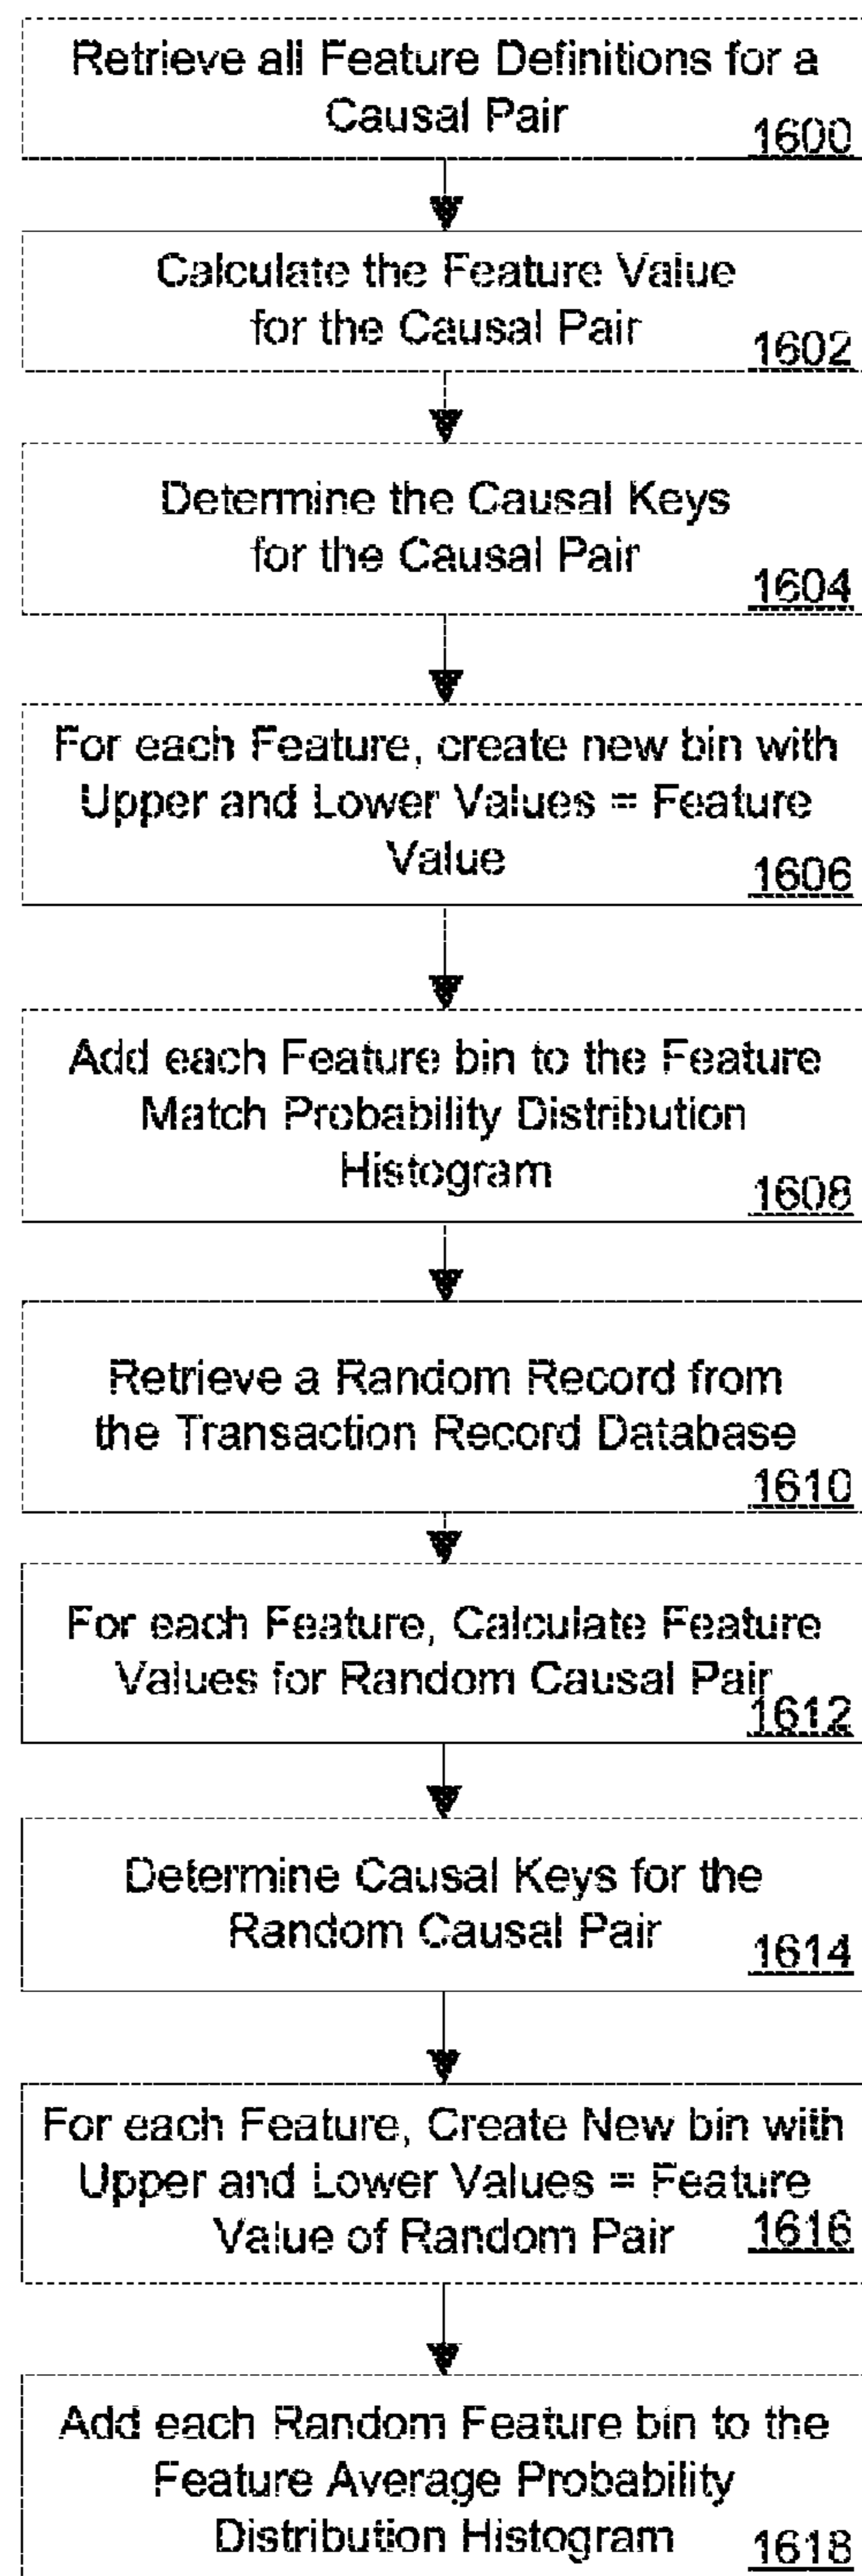 Retrieve all Feature Definitions for a
Causal Pair
1600
Calculate the Feature Value
for the Causal Pair
1602
Determine the Causal Keys
for the Causal Pair
1604
For each Feature, create new bin with
Upper and Lower Values = Feature
Value
1606
Add each Feature bin to the Feature
Match Probability Distribution
Histogram
1608
Retrieve a Random Record from
the Transaction Record Database
1610
For each Feature, Calculate Feature
Values for Random Causal Pair
1612
Determine Causal Keys for the
Random Causal Pair
1614
For each Feature, Create New bin with
Upper and Lower Values = Feature
Value of Random Pair
1616
Add each Random Feature bin to the
Feature Average Probability
Distribution Histogram
1618